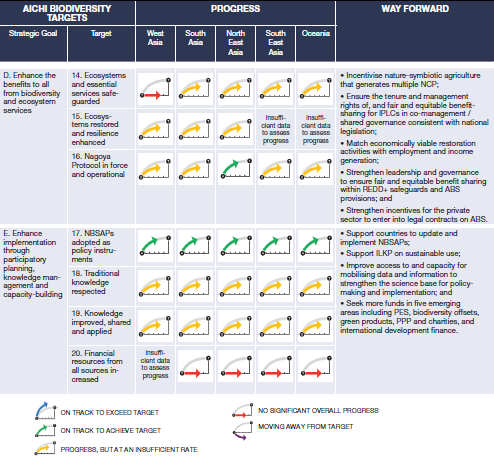 AICHI BIODIVERSITY
TARGETS
PROGRESS
WAY FORWARD
Strategic Goal
Target
West
Asia
South
Asia
North
East
Asia
South
East
Asia
Oceania
D. Enhance the
benefits to all
from biodiversity
and ecosystem
services
14. Ecosystems
and essential
services safe-
guarded
15. Ecosys-
tems restored
and resilience
enhanced
Insuffi-
cient data
to assess
progress
Insuffi-
cient data
to assess
progress
16. Nagoya
Protocol in force
and operational
• Incentivise nature-symbiotic agriculture
that generates multiple NCP;
• Ensure the tenure and management
rights of, and fair and equitable benefit-
sharing for IPLCs in co-management /
shared governance consistent with national
legislation;
• Match economically viable restoration
activities with employment and income
generation;
• Strengthen leadership and governance
to ensure fair and equitable benefit sharing
within REDD+ safeguards and ABS
provisions; and
• Strengthen incentives for the private
sector to enter into legal contracts on ABS.
E. Enhance
implementation
through
participatory
planning,
knowledge man-
agement and
capacity-building
17. NBSAPs
adopted as
policy instru-
ments
18. Traditional
knowledge
respected
19. Knowledge
improved, shared
and applied
20. Financial
resources from
all sources in-
creased
Insuffi-
cient data
to assess
progress
• Support countries to update and
implement NBSAPs;
• Support ILKP on sustainable use;
• Improve access to and capacity for
mobilising data and information to
strengthen the science base for policy-
making and implementation; and
• Seek more funds in five emerging
areas including PES, biodiversity offsets,
green products, PPP and charities, and
international development finance.
ON TRACK TO EXCEED TARGET
ON TRACK TO ACHIEVE TARGET
PROGRESS, BUT AT AN INSUFFICIENT RATE
NO SIGNIFICANT OVERALL PROGRESS
MOVING AWAY FROM TARGET